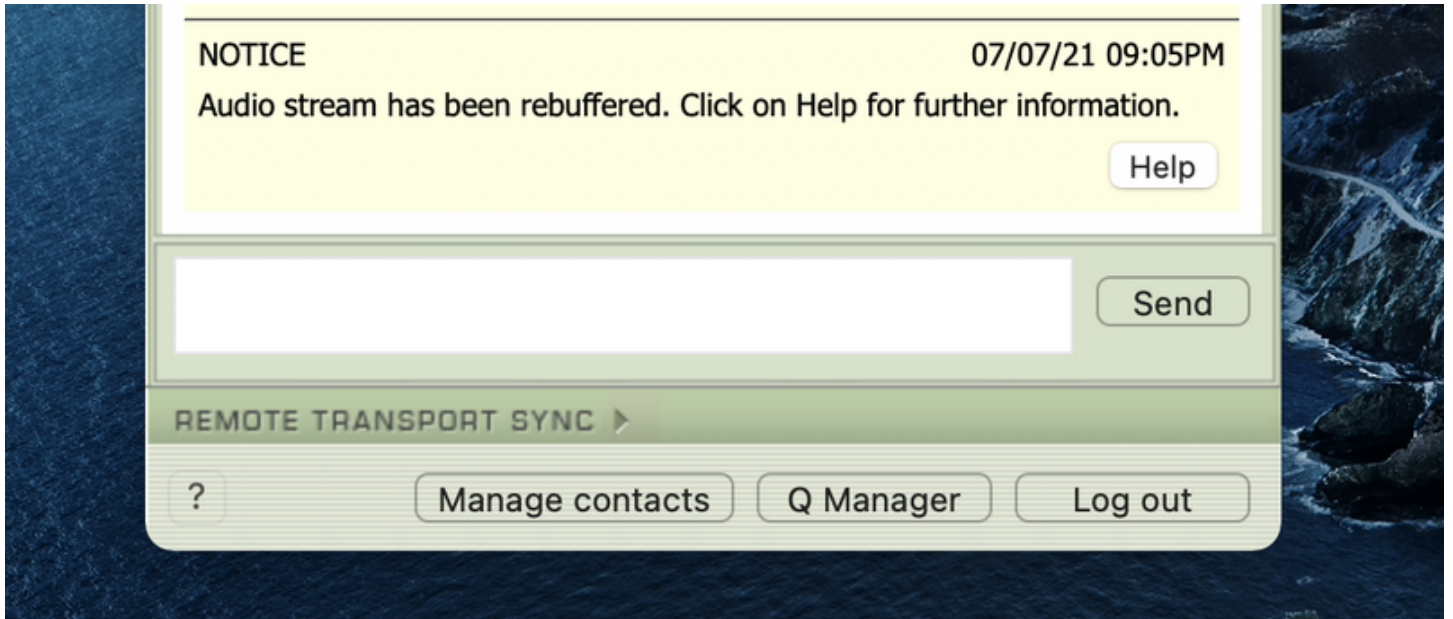 NOTICE 07/07/21 09:05PM
Audio stream has been rebuffered. Click on Help for further information.
Help
Send
REMOTE TRANSPORT SYNC
? Manage contacts Q Manager Log out